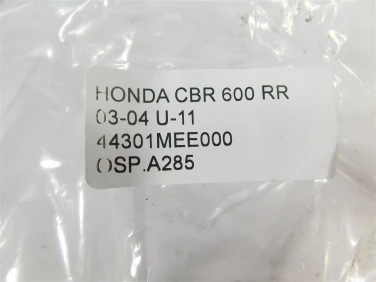 HONDA CBR 600 RR
03-04 U-11
44301MEE000
OSP.A285